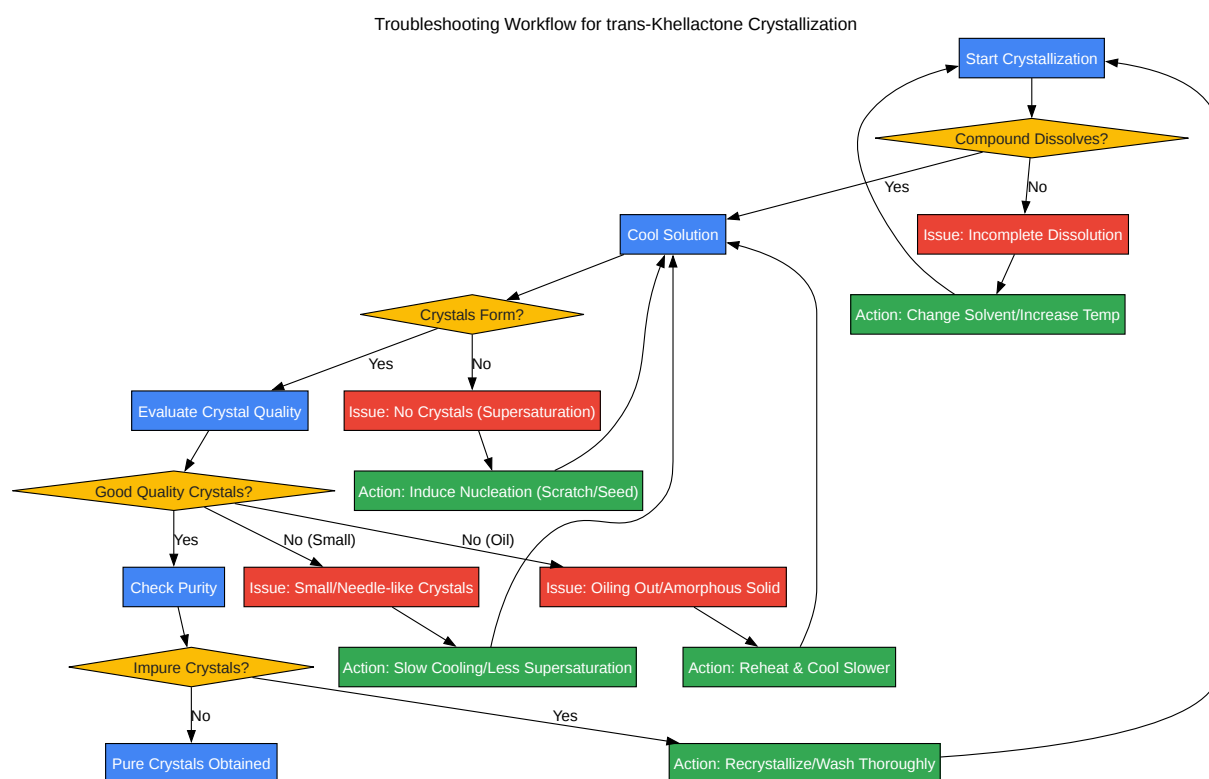 Troubleshooting Workflow for trans-Khellactone Crystallization
Start Crystallization
Compound Dissolves?
Yes
No
Cool Solution
Issue: Incomplete Dissolution
Action: Change Solvent/Increase Temp
Crystals Form?
Yes
No
Evaluate Crystal Quality
Issue: No Crystals (Supersaturation)
Action: Induce Nucleation (Scratch/Seed)
Good Quality Crystals?
Yes
No (Small)
No (Oil)
Check Purity
Issue: Small/Needle-like Crystals
Issue: Oiling Out/Amorphous Solid
Impure Crystals?
Action: Slow Cooling/Less Supersaturation
Action: Reheat & Cool Slower
No
Yes
Pure Crystals Obtained
Action: Recrystallize/Wash Thoroughly